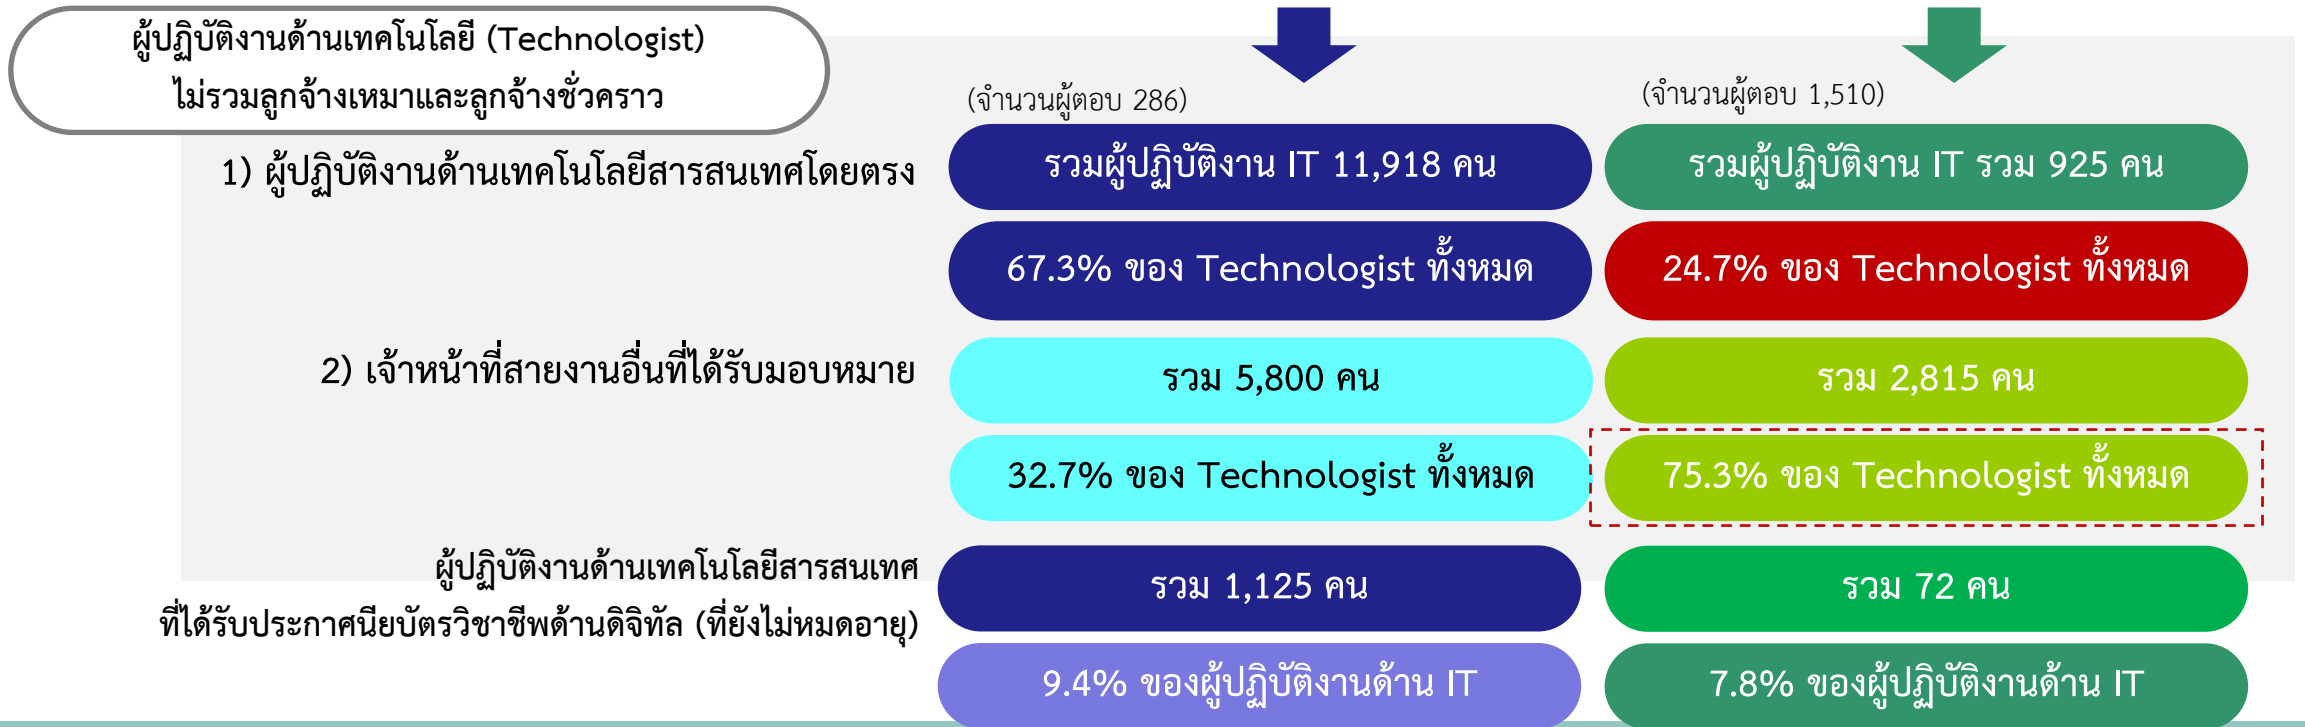 ผู้ปฏิบัติงานด้านเทคโนโลยี (Technologist)
ไม่รวมลูกจ้างเหมาและลูกจ้างชั่วคราว
(จำนวนผู้ตอบ 286)
(จำนวนผู้ตอบ 1,510)
1) ผู้ปฏิบัติงานด้านเทคโนโลยีสารสนเทศโดยตรง
รวมผู้ปฏิบัติงาน IT 11,918 คน
รวมผู้ปฏิบัติงาน IT รวม 925 คน
67.3% ของ Technologist ทั้งหมด
24.7% ของ Technologist ทั้งหมด
2) เจ้าหน้าที่สายงานอื่นที่ได้รับมอบหมาย
รวม 5,800 คน
รวม 2,815 คน
32.7% ของ Technologist ทั้งหมด
75.3% ของ Technologist ทั้งหมด
ผู้ปฏิบัติงานด้านเทคโนโลยีสารสนเทศ
ที่ได้รับประกาศนียบัตรวิชาชีพด้านดิจิทัล (ที่ยังไม่หมดอายุ)
รวม 1,125 คน
รวม 72 คน
9.4% ของผู้ปฏิบัติงานด้าน IT
7.8% ของผู้ปฏิบัติงานด้าน IT